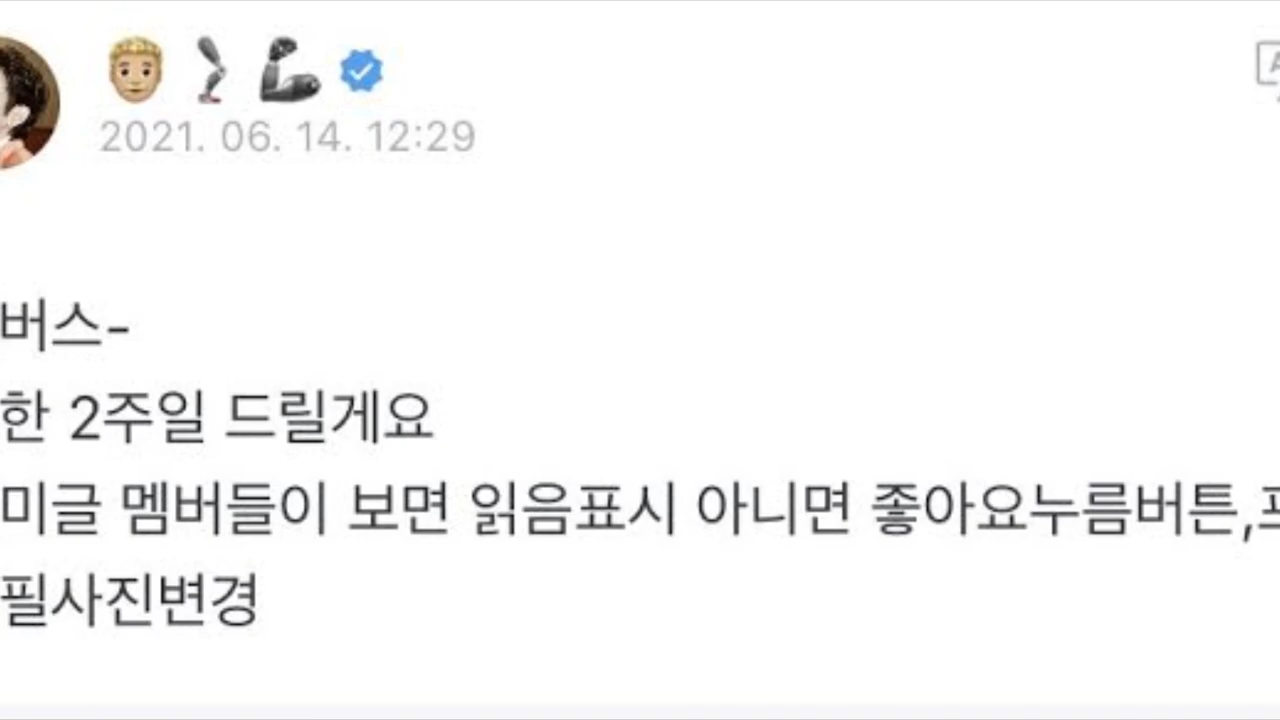 2021. 06. 14. 12:29
버스-
한 2주일 드릴게요
미글 멤버들이 보면 읽음표시 아니면 좋아요누름버튼,프
필사진변경